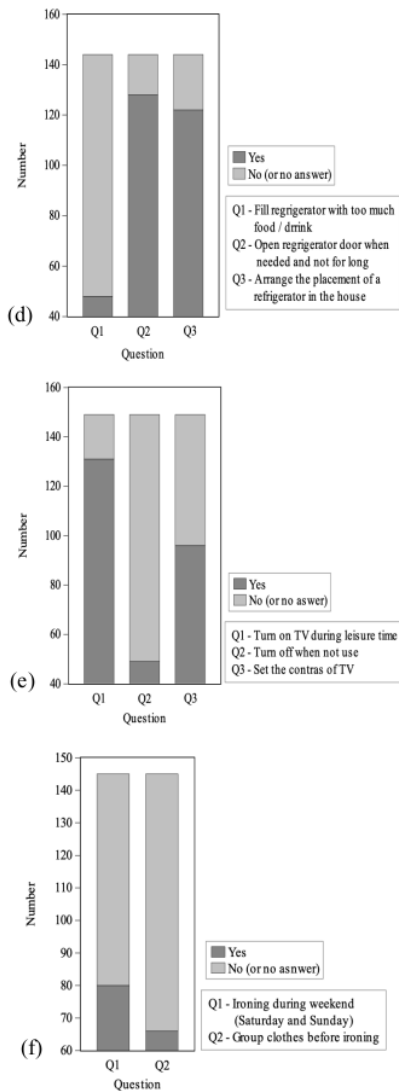 160
140
120
100
80
60
40
Number
Q1 Q2 Q3
Question
(d)
Yes
No (or no answer)
Q1 - Fill regrigerator with too much
food / drrink
Q2 - Open regrigerator door when
needed and not for long
Q3 - Arrange the placement of a
refrigerator in the house
160
140
120
100
80
60
40
Number
Q1 Q2 Q3
Question
(e)
Yes
No (or no aswer)
Q1 - Turn on TV during leisure time
Q2 - Turn off when not use
Q3 - Set the contras of TV
150
140
130
120
110
100
90
80
70
60
Number
Q1 Q2
Question
(f)
Yes
No (or no asnwer)
Q1 - Ironing during weekend
(Saturday and Sunday)
Q2 - Group clothes before ironing